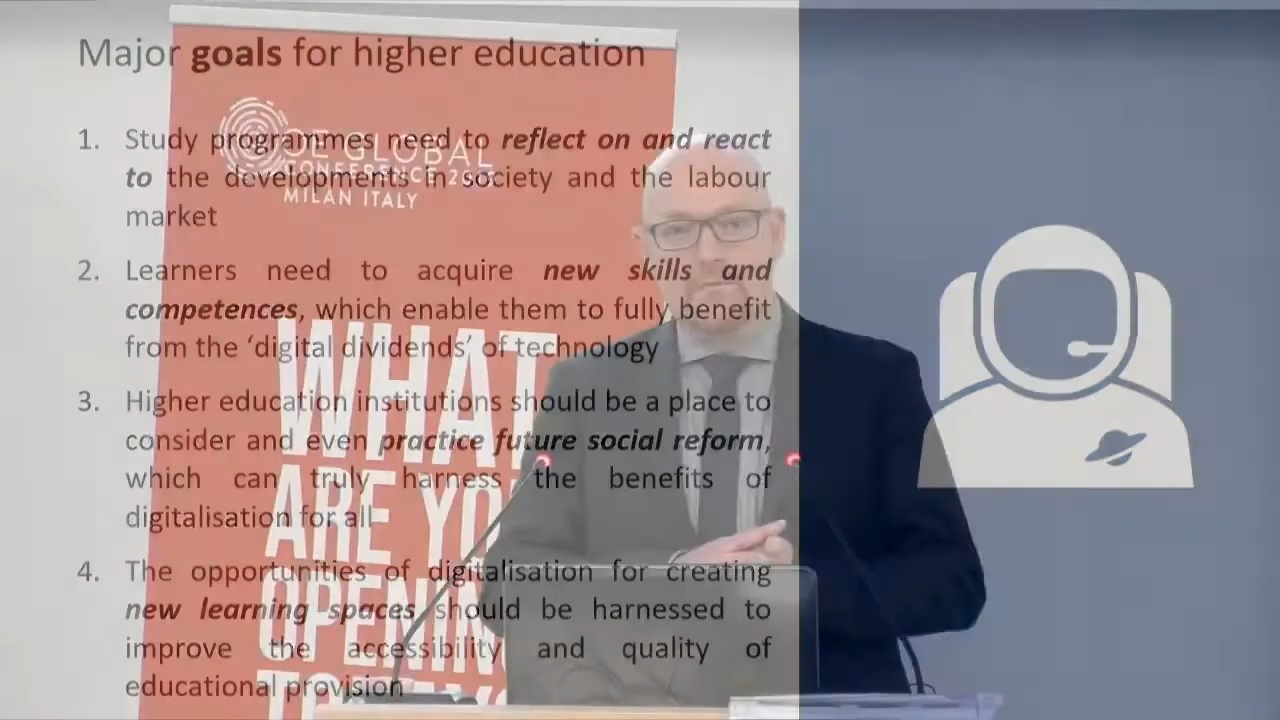 Major goals for higher education
1. Study programmes need to reflect on and react
to the developments in society and the labour
market
2. Learners need to acquire new skills and
competences, which enable them to fully benefit
from the ‘digital dividends’ of technology
3. Higher education institutions should be a place to
consider and even practice future social reform,
which can truly harness the benefits of
digitalisation for all
4. The opportunities of digitalisation for creating
new learning spaces should be harnessed to
improve the accessibility and quality of
educational provision
OE GLOBAL
CONFERENCE
MILAN ITALY
WHAT
ARE YO
OPENIN